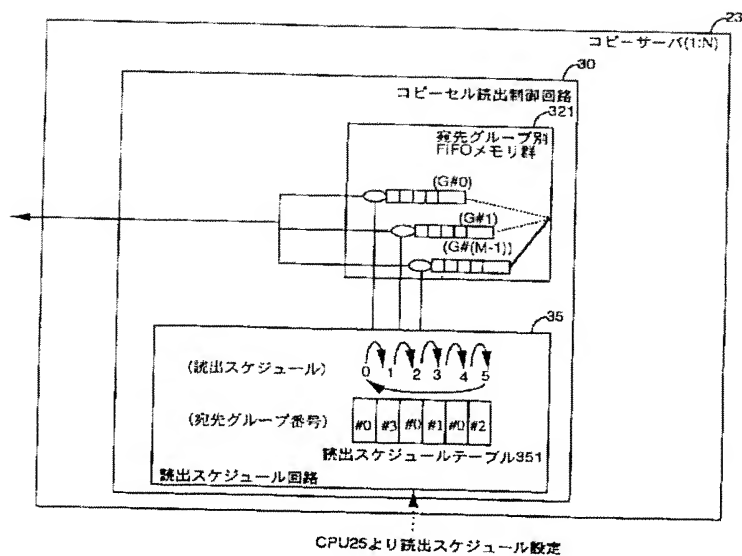 23
コピーサーバ(1:N)
30
コピーセル読出制御回路
321
宛先グループ別
FIFOメモリ群
(G#0)
(G#1)
(G#(M-1))
35
(読出スケジュール)
0 1 2 3 4 5
(宛先グループ番号)
#0 #3 #0 #1 #0 #2
読出スケジュールテーブル351
読出スケジュール回路
CPU25より読出スケジュール設定